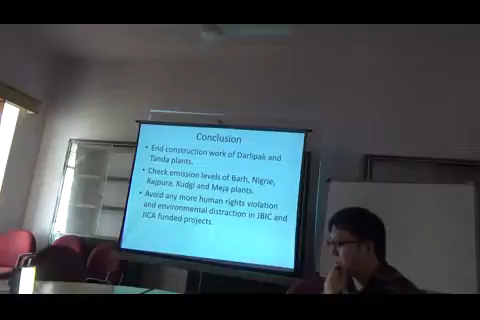 Conclusion
• End construction work of Darlipali and
Tanda plants.
• Check emission levels of Barh, Nigrie,
Rajpura, Kudgi and Meja plants.
• Avoid any more human rights violation
and environmental distraction in JBIC and
JICA funded projects.